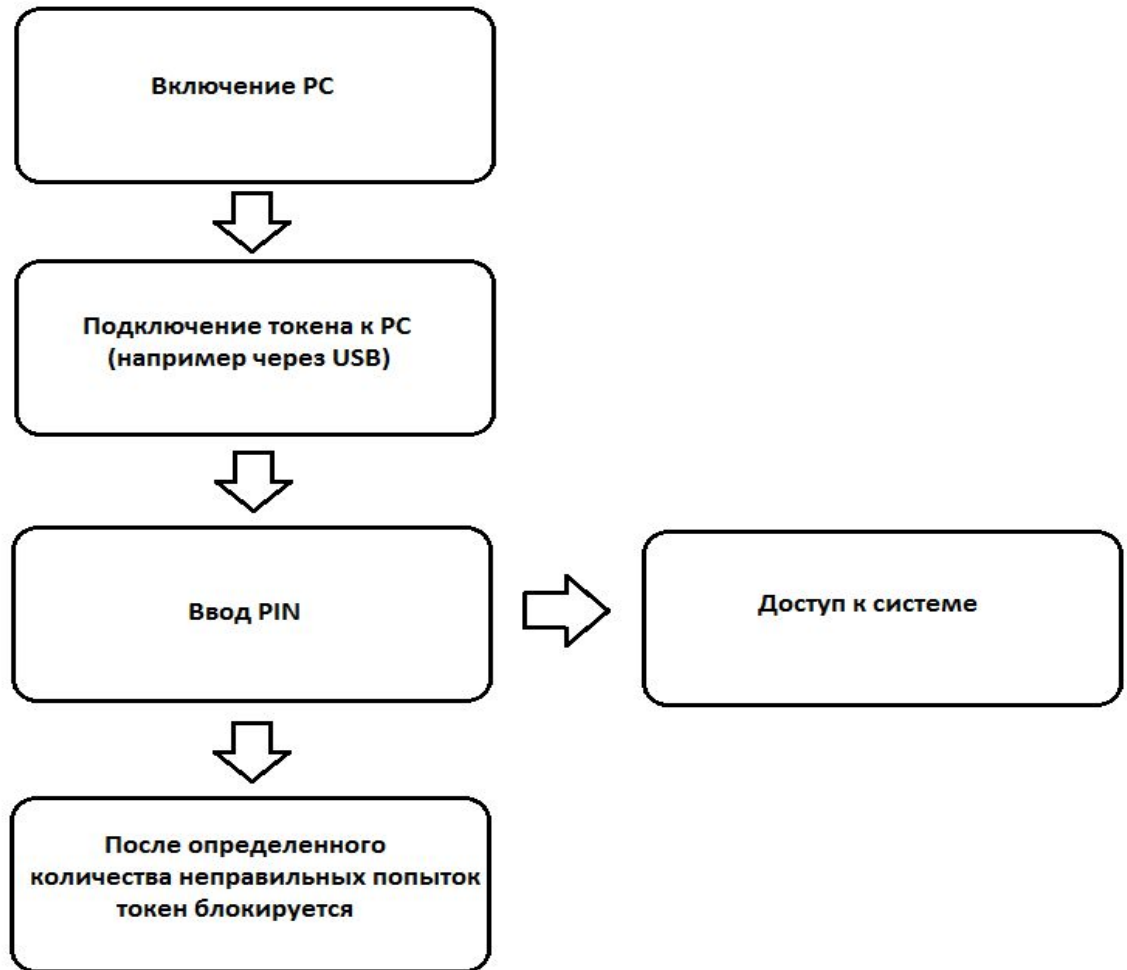 Включение PC
Подключение токена к PC
(например через USB)
Ввод PIN
Доступ к системе
После определенного
количества неправильных попыток
токен блокируется